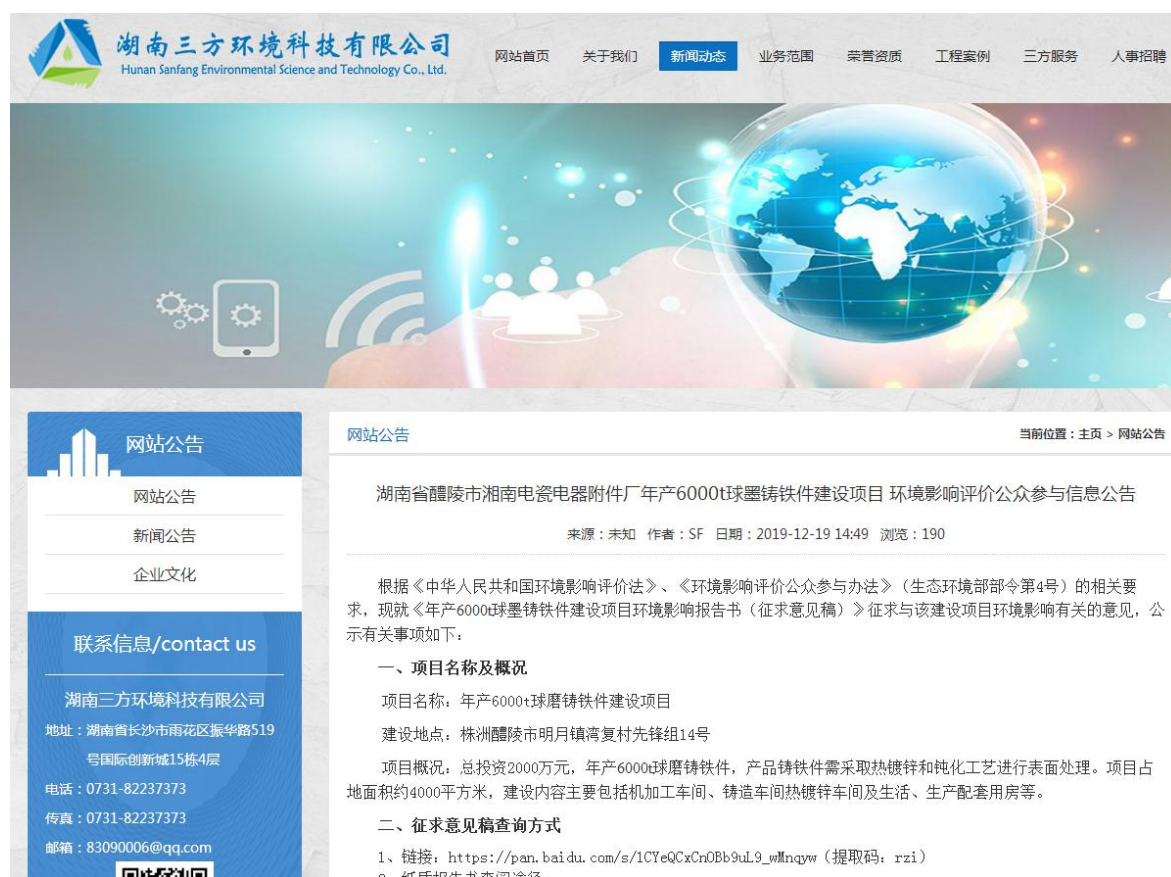 湖南三方环境科技有限公司
Hunan Sanfang Environmental Science and Technology Co., Ltd.
网站首页 关于我们 新闻动态 业务范围 荣誉资质 工程案例 三方服务 人事招聘
网站公告
网站公告
新闻公告
企业文化
联系信息/contact us
湖南三方环境科技有限公司
地址：湖南省长沙市雨花区振华路519
号国际创新城15栋4层
电话：0731-82237373
传真：0731-82237373
邮箱：83090006@qq.com
网站公告
当前位置：主页 > 网站公告
湖南省醴陵市湘南电瓷电器附件厂年产6000t球墨铸铁件建设项目 环境影响评价公众参与信息公告
来源：未知 作者：SF 日期：2019-12-19 14:49 浏览：190
根据《中华人民共和国环境影响评价法》、《环境影响评价公众参与办法》（生态环境部部令第4号）的相关要
求，现就《年产6000t球墨铸铁件建设项目环境影响报告书（征求意见稿）》征求与该建设项目环境影响有关的意见，公
示有关事项如下：
一、项目名称及概况
项目名称：年产6000t球磨铸铁件建设项目
建设地点：株洲醴陵市明月镇湾复村先锋组14号
项目概况：总投资2000万元，年产6000t球磨铸铁件，产品铸铁件需采取热镀锌和钝化工艺进行表面处理。项目占
地面积约4000平方米，建设内容主要包括机加工车间、铸造车间热镀锌车间及生活、生产配套用房等。
二、征求意见稿查询方式
1、链接：https://pan.baidu.com/s/1CYeQCxCnOBb9uL9_wMnqyw（提取码：rzi）